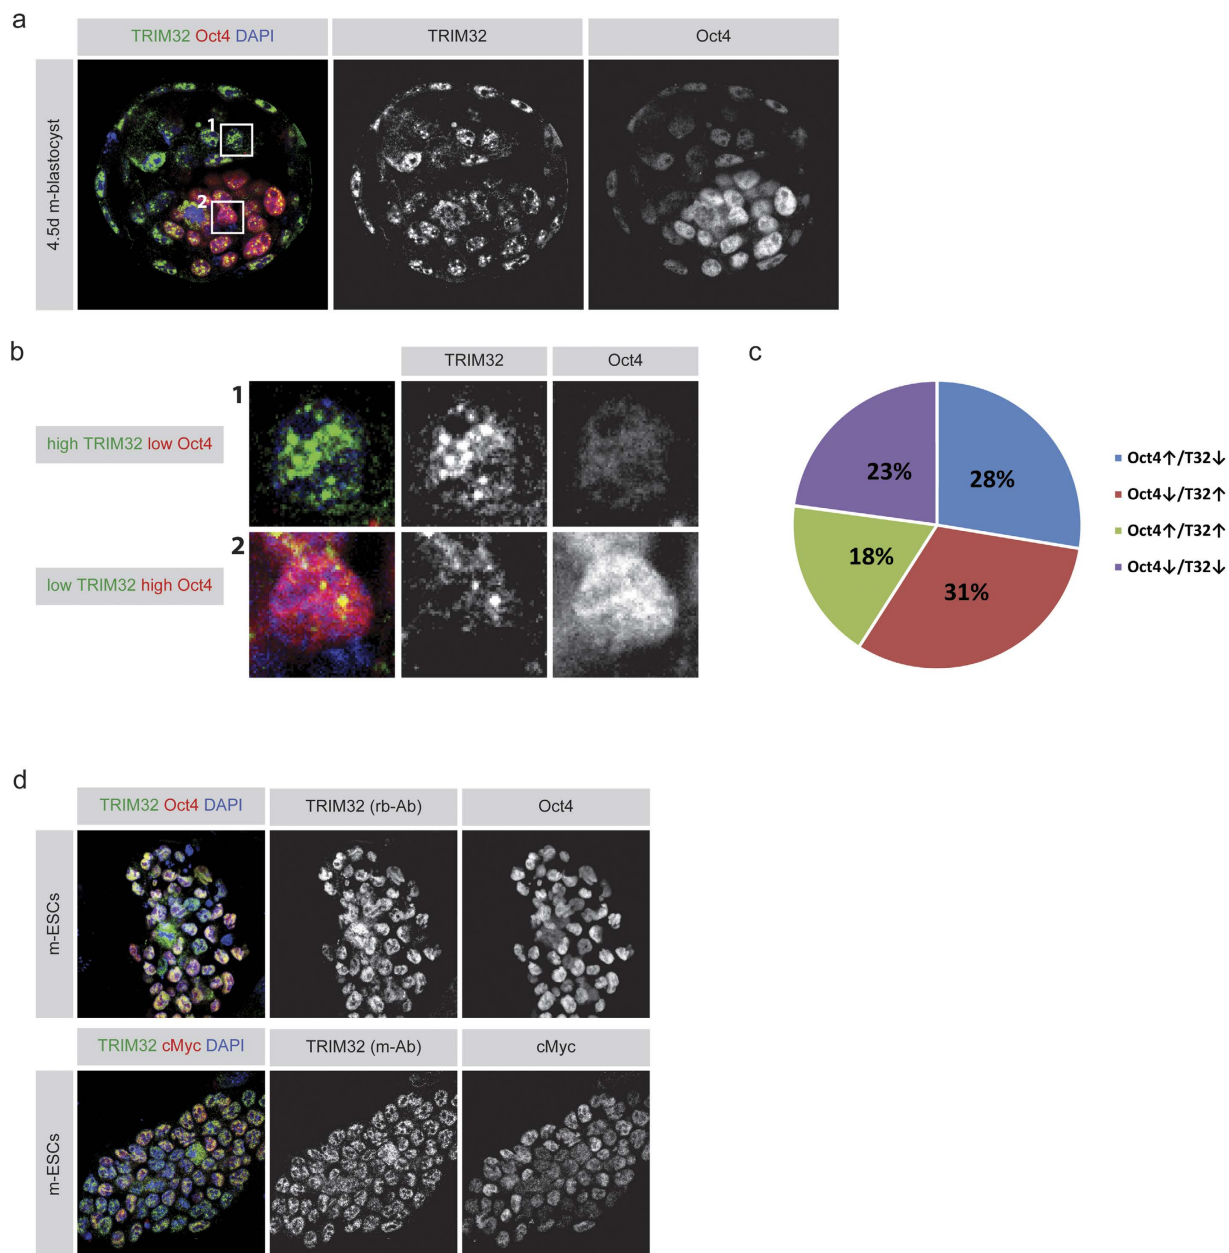 a
TRIM32 Oct4 DAPI
TRIM32
Oct4
4.5d m-blastocyst
1
2
b
TRIM32
Oct4
high TRIM32 low Oct4
1
low TRIM32 high Oct4
2
c
23%
28%
18%
31%
Oct4↑/T32↓
Oct4↓/T32↑
Oct4↑/T32↑
Oct4↓/T32↓
d
TRIM32 Oct4 DAPI
TRIM32 (rb-Ab)
Oct4
m-ESCs
TRIM32 cMyc DAPI
TRIM32 (m-Ab)
cMyc
m-ESCs